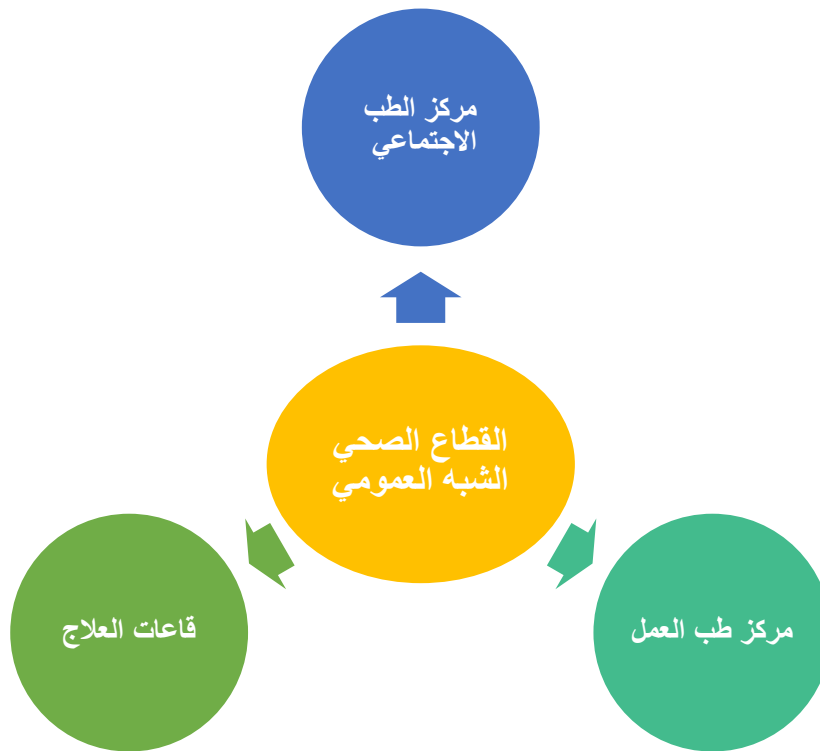 مركز الطب
الاجتماعي
القطاع الصحي
الشبه العمومي
مركز طب العمل
قاعات العلاج